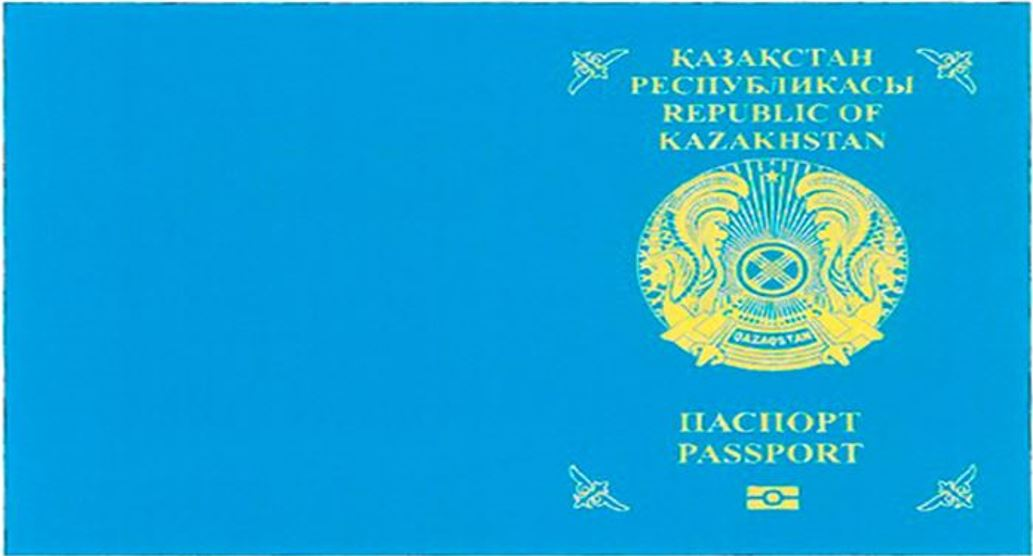 ҚАЗАҚСТАН
РЕСПУБЛИКАСЫ
REPUBLIC OF
KAZAKHSTAN
QAZAQSTAN
ПАСПОРТ
PASSPORT